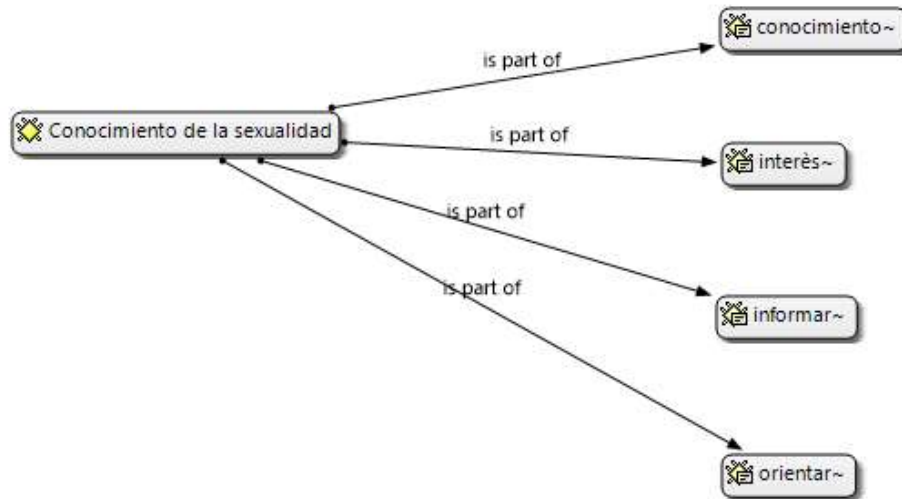 conocimiento~
is part of
Conocimiento de la sexualidad
is part of
interès~
is part of
informar~
is part of
orientar~